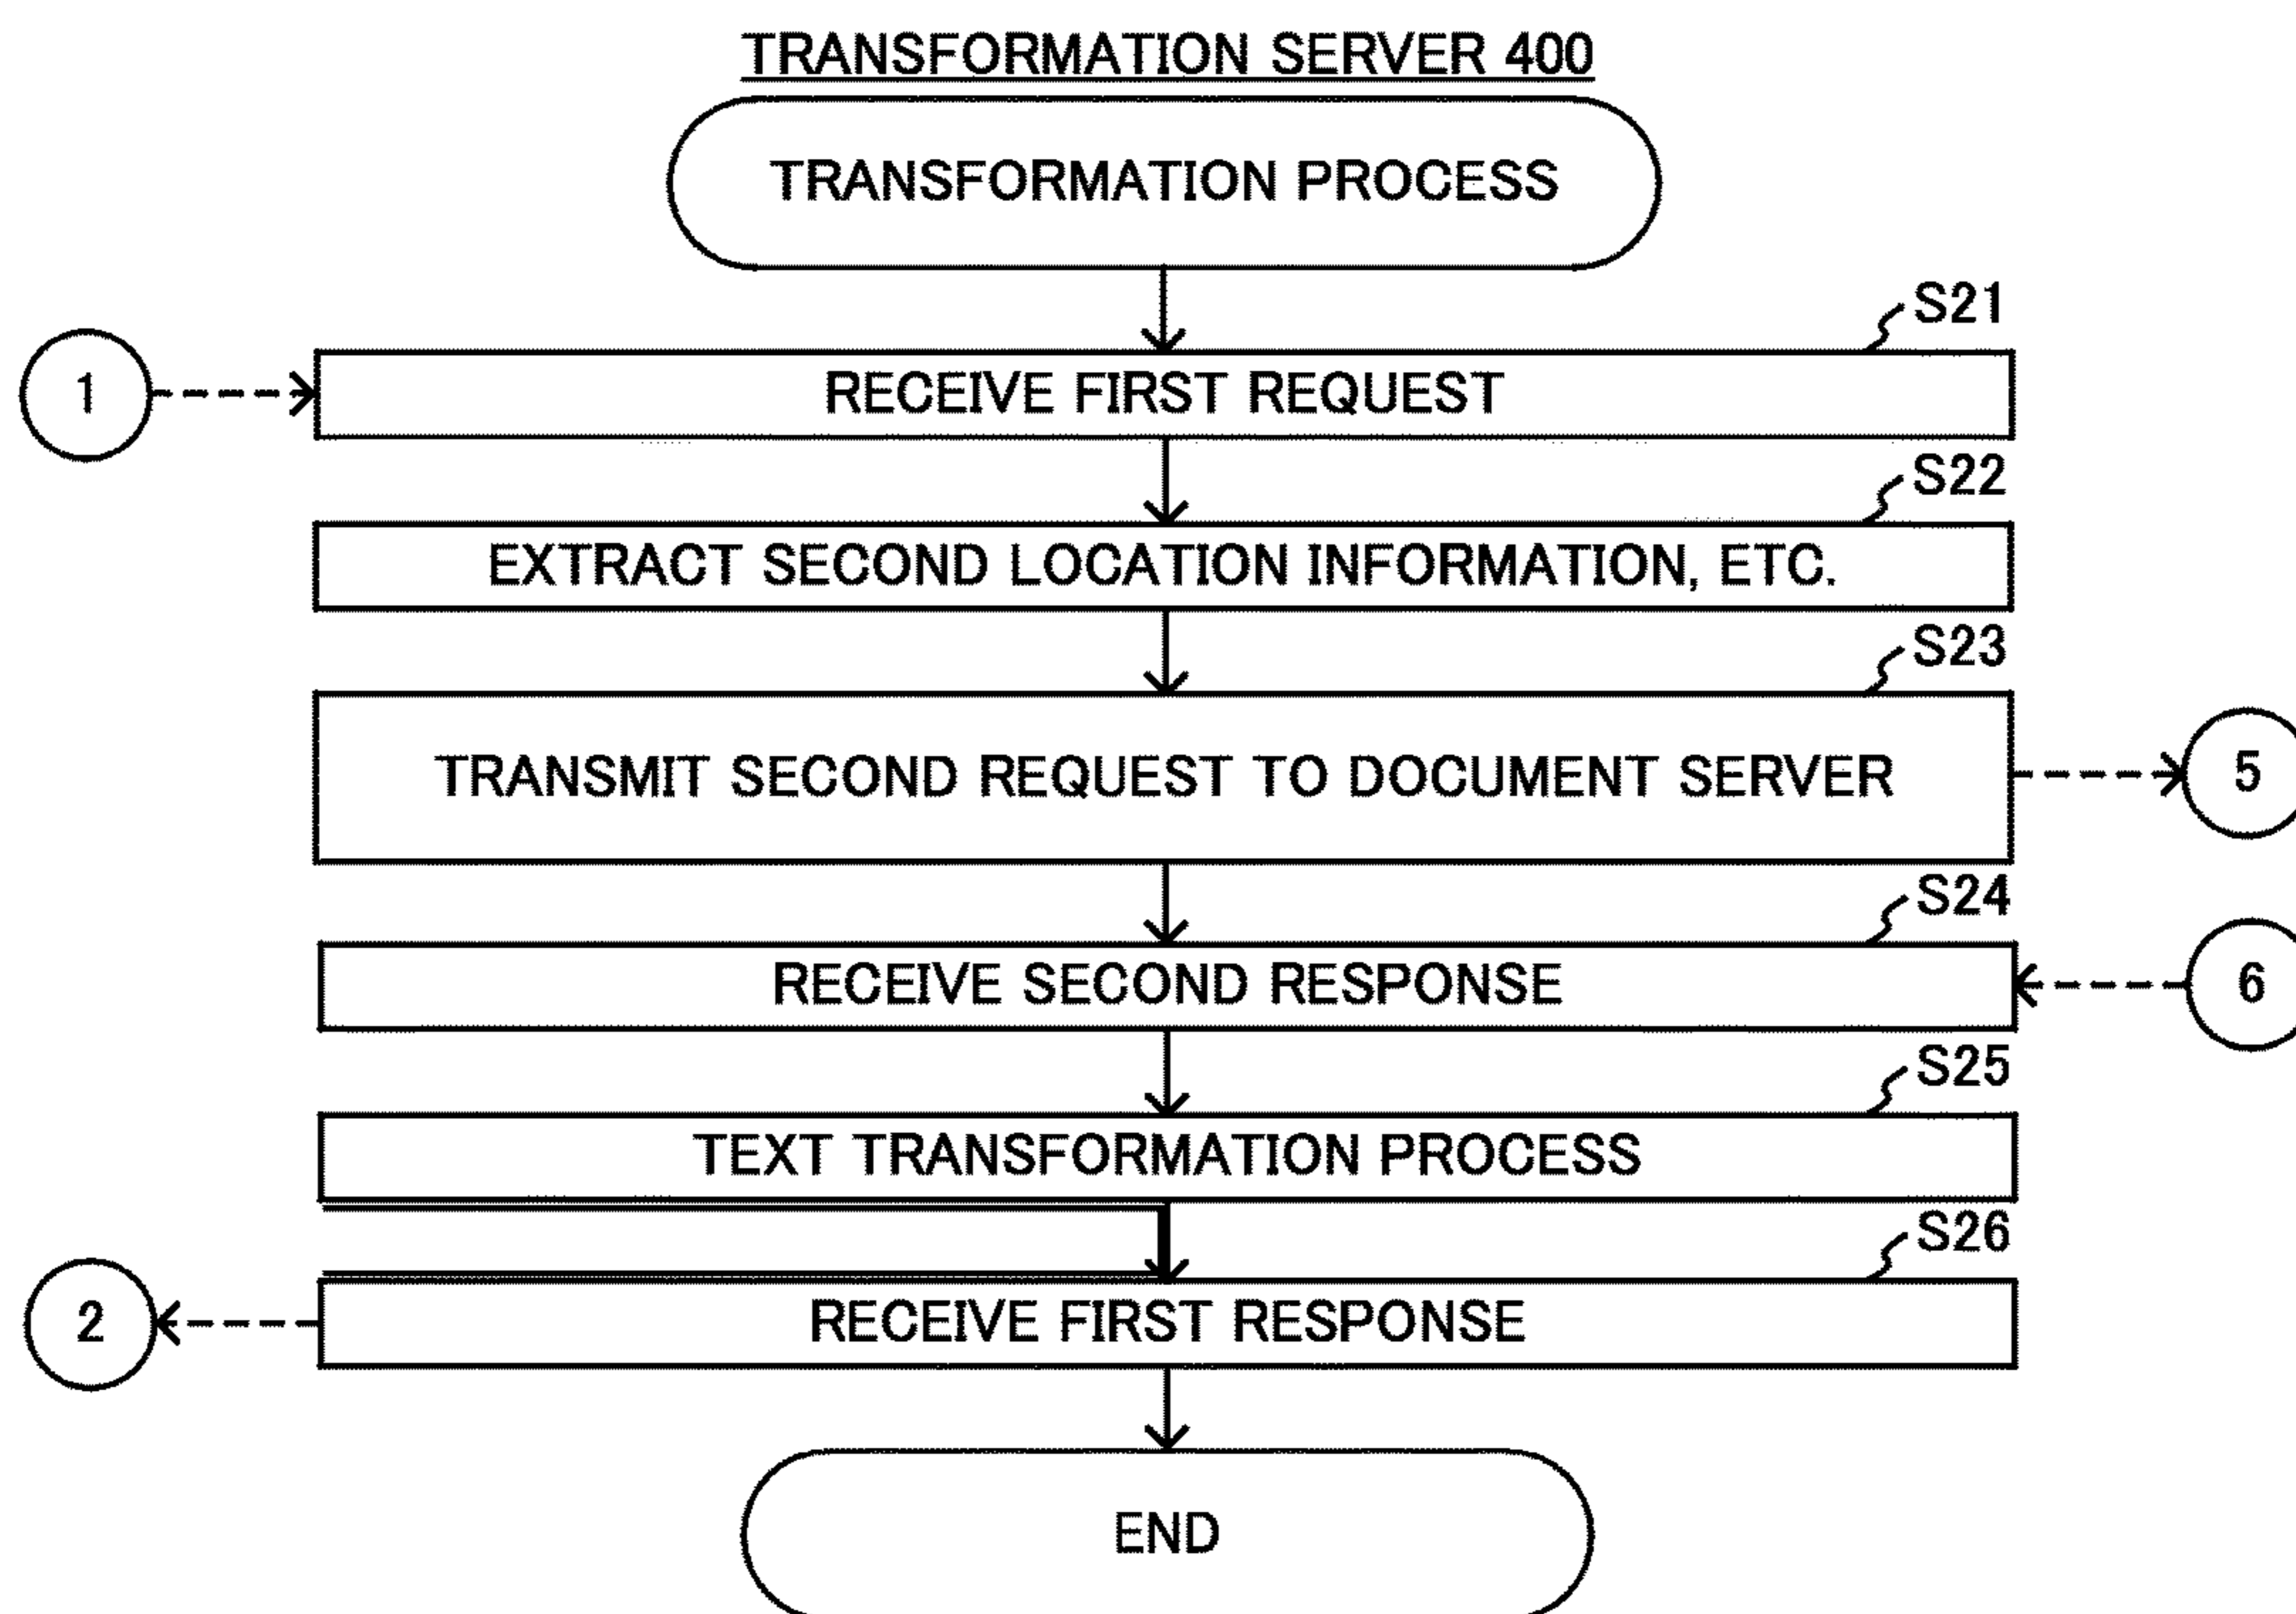 TRANSFORMATION SERVER 400
TRANSFORMATION PROCESS
S21
1
RECEIVE FIRST REQUEST
S22
EXTRACT SECOND LOCATION INFORMATION, ETC.
S23
TRANSMIT SECOND REQUEST TO DOCUMENT SERVER
5
S24
RECEIVE SECOND RESPONSE
6
S25
TEXT TRANSFORMATION PROCESS
S26
2
RECEIVE FIRST RESPONSE
END